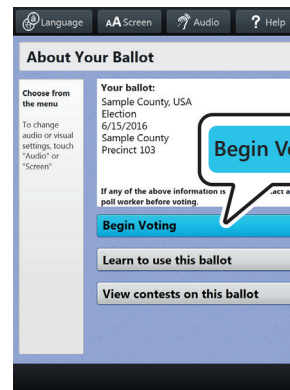 Language
AA Screen
Audio
? Help
About Your Ballot
Choose from
the menu
To change
audio or visual
settings, touch
"Audio" or
"Screen"
Your ballot:
Sample County, USA
Election
6/15/2016
Sample County
Precinct 103
If any of the above information is
poll worker before voting.
Begin
Begin Voting
Learn to use this ballot
View contests on this ballot